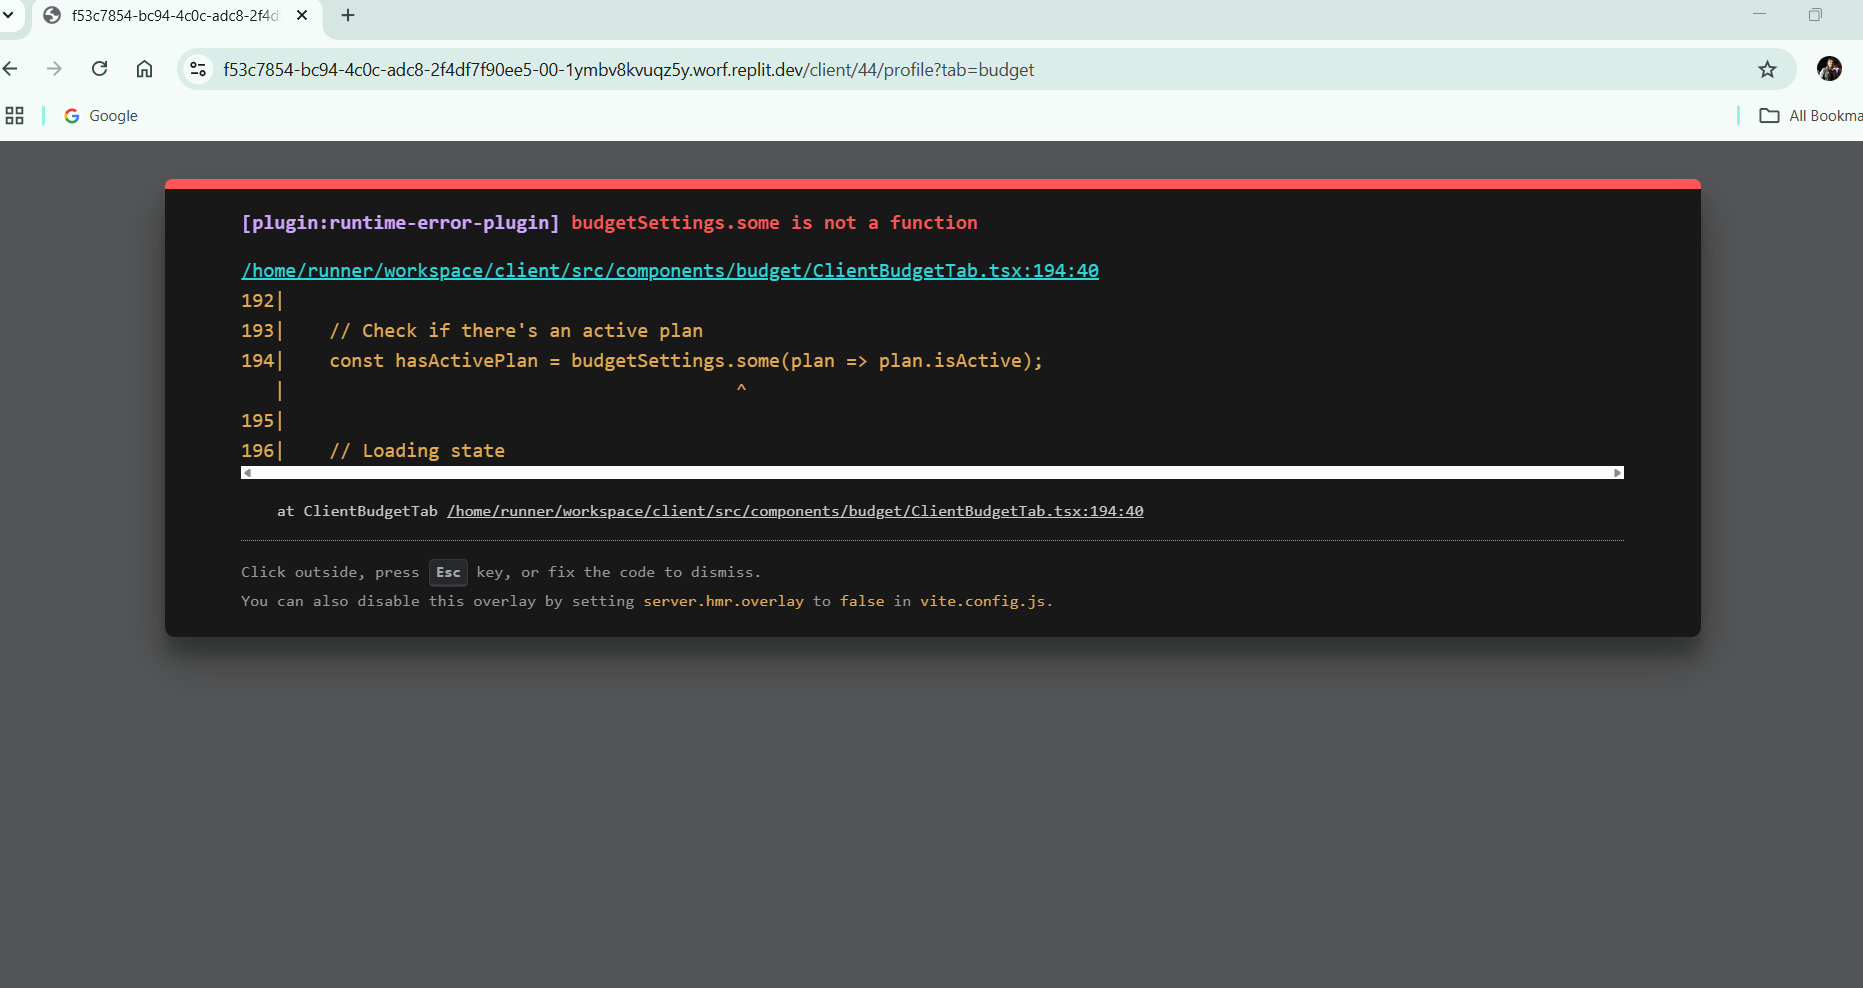 f53c7854-bc94-4c0c-adc8-2f4d
f53c7854-bc94-4c0c-adc8-2f4df7f90ee5-00-1ymbv8kvuqz5y.worf.replit.dev/client/44/profile?tab=budget
Google
All Bookma
[plugin:runtime-error-plugin] budgetSettings.some is not a function
/home/runner/workspace/client/src/components/budget/ClientBudgetTab.tsx:194:40
192|
193|    // Check if there's an active plan
194|    const hasActivePlan = budgetSettings.some(plan => plan.isActive);
   |                                         ^
195|
196|    // Loading state
at ClientBudgetTab /home/runner/workspace/client/src/components/budget/ClientBudgetTab.tsx:194:40
Click outside, press Esc key, or fix the code to dismiss.
You can also disable this overlay by setting server.hmr.overlay to false in vite.config.js.